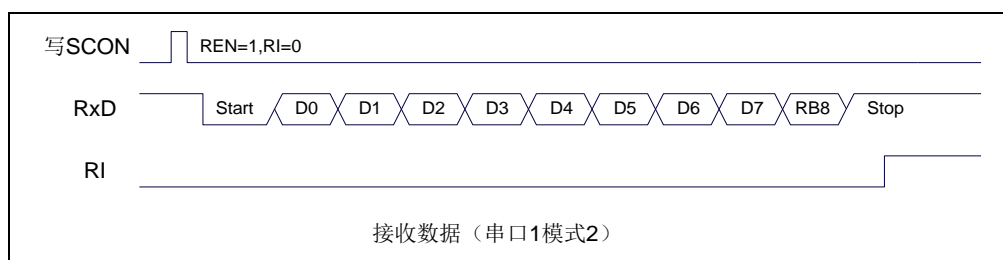 写SCON REN=1,RI=0
RxD Start D0 D1 D2 D3 D4 D5 D6 D7 RB8 Stop
RI
接收数据（串口1模式2）